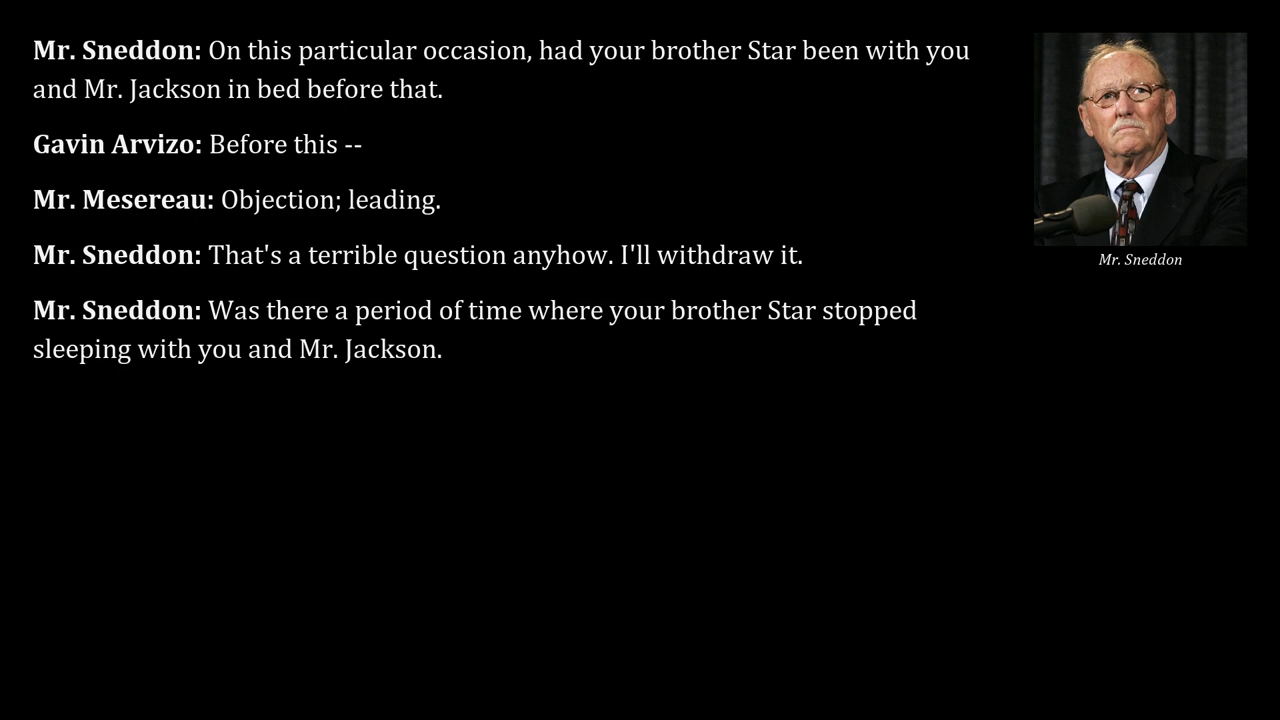 Mr. Sneddon: On this particular occasion, had your brother Star been with you
and Mr. Jackson in bed before that.
Gavin Arvizo: Before this --
Mr. Mesereau: Objection; leading.
Mr. Sneddon: That's a terrible question anyhow. I'll withdraw it.
Mr. Sneddon: Was there a period of time where your brother Star stopped
sleeping with you and Mr. Jackson.
Mr. Sneddon